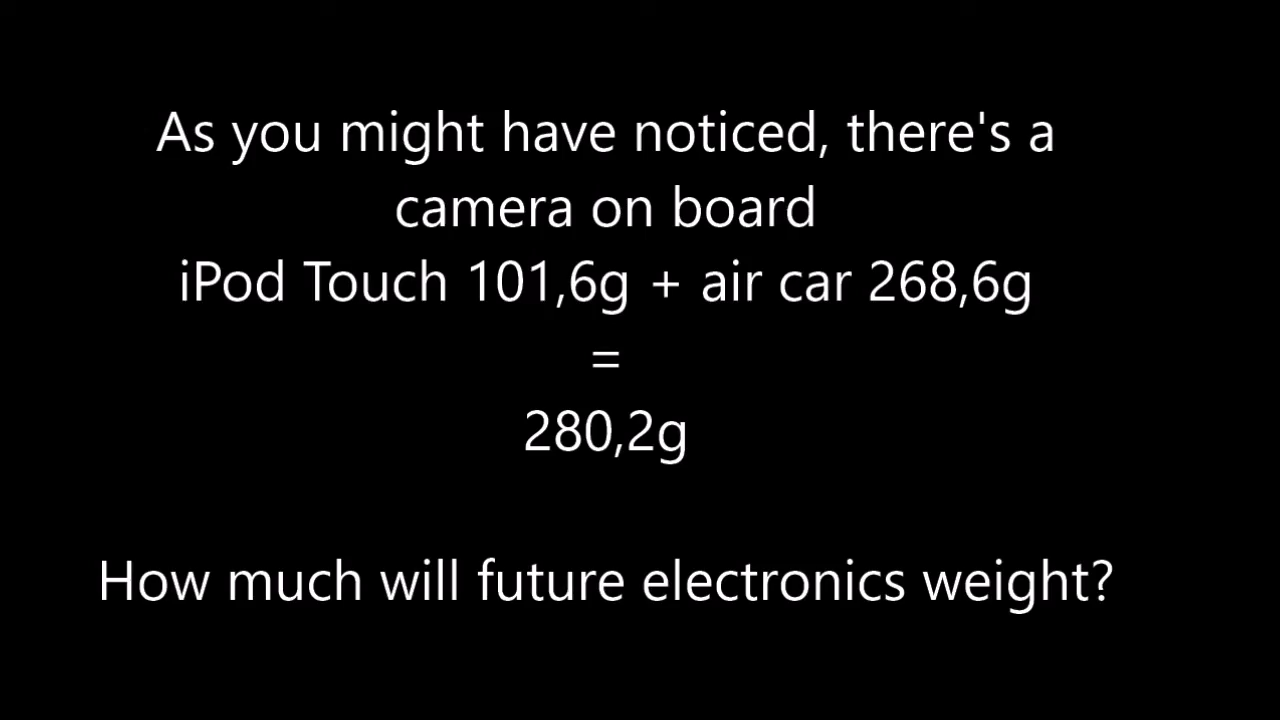 As you might have noticed, there's a
camera on board
iPod Touch 101,6g + air car 268,6g
=
280,2g
How much will future electronics weight?